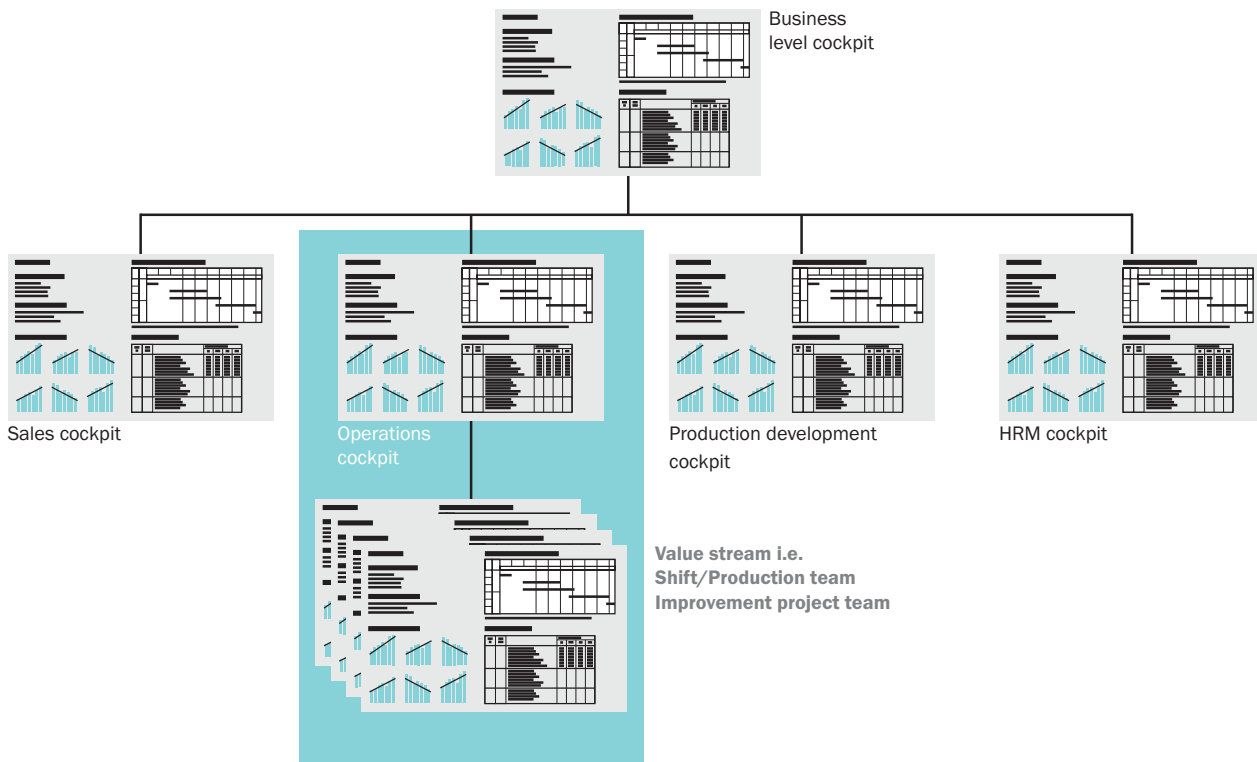 Business
level cockpit
Sales cockpit
Operations
cockpit
Production development
cockpit
HRM cockpit
Value stream i.e.
Shift/Production team
Improvement project team